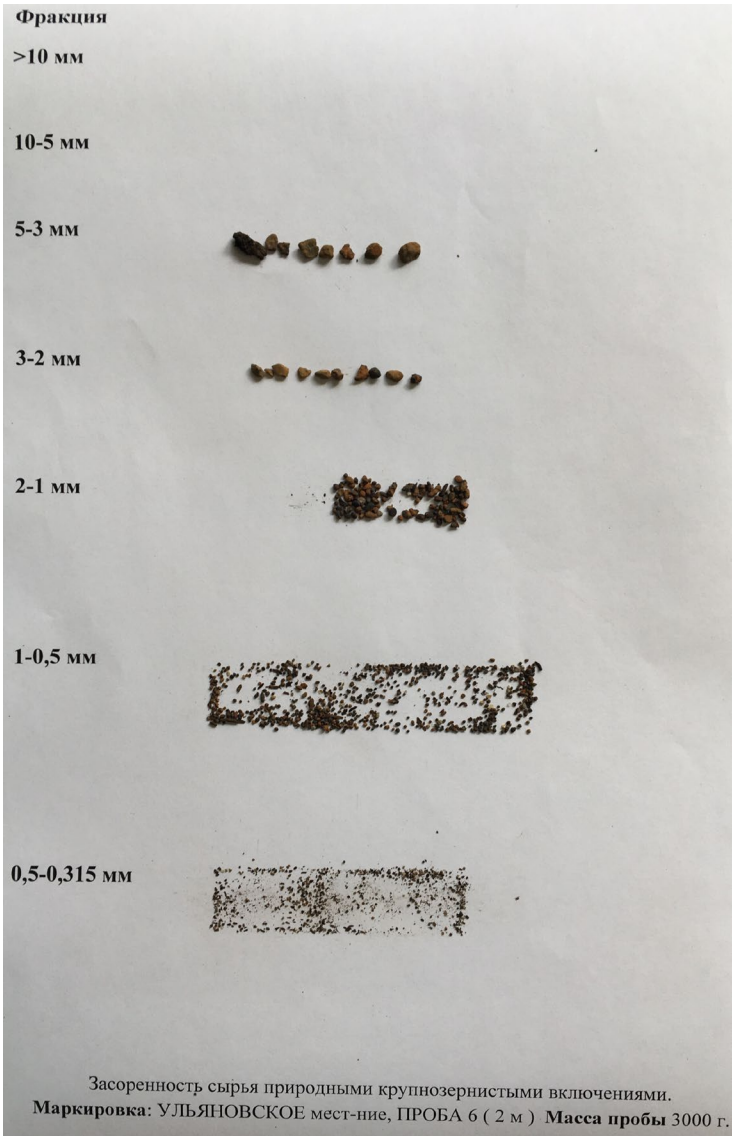 Фракция
>10 мм
10-5 мм
5-3 мм
3-2 мм
2-1 мм
1-0,5 мм
0,5-0,315 мм
Засоренность сырья природными крупнозернистыми включениями.
Маркировка: УЛЬЯНОВСКОЕ мест-ние, ПРОБА 6 ( 2 м ) Масса пробы 3000 г.